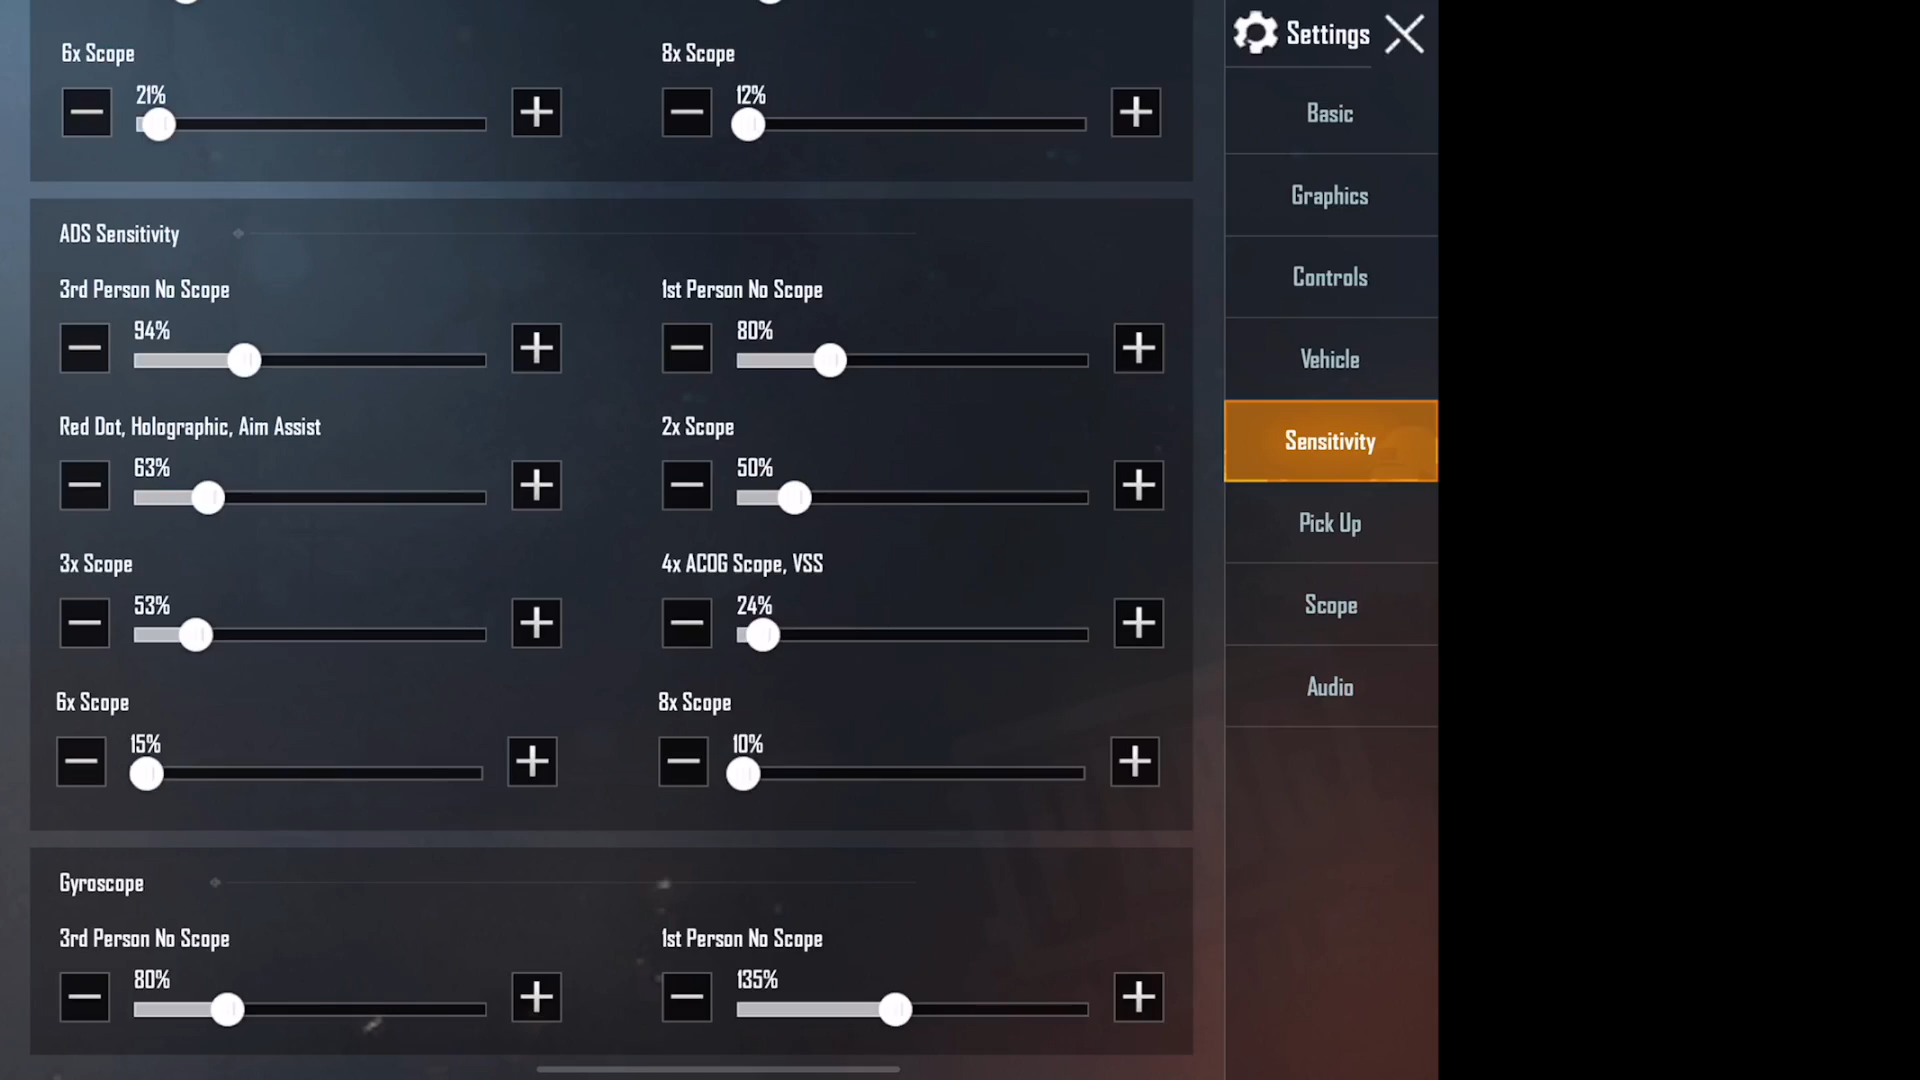 6x Scope
21%
8x Scope
12%
ADS Sensitivity
3rd Person No Scope
94%
1st Person No Scope
80%
Red Dot, Holographic, Aim Assist
63%
2x Scope
50%
3x Scope
53%
4x ACOG Scope, VSS
24%
6x Scope
15%
8x Scope
10%
Gyroscope
3rd Person No Scope
80%
1st Person No Scope
135%
Settings
Basic
Graphics
Controls
Vehicle
Sensitivity
Pick Up
Scope
Audio